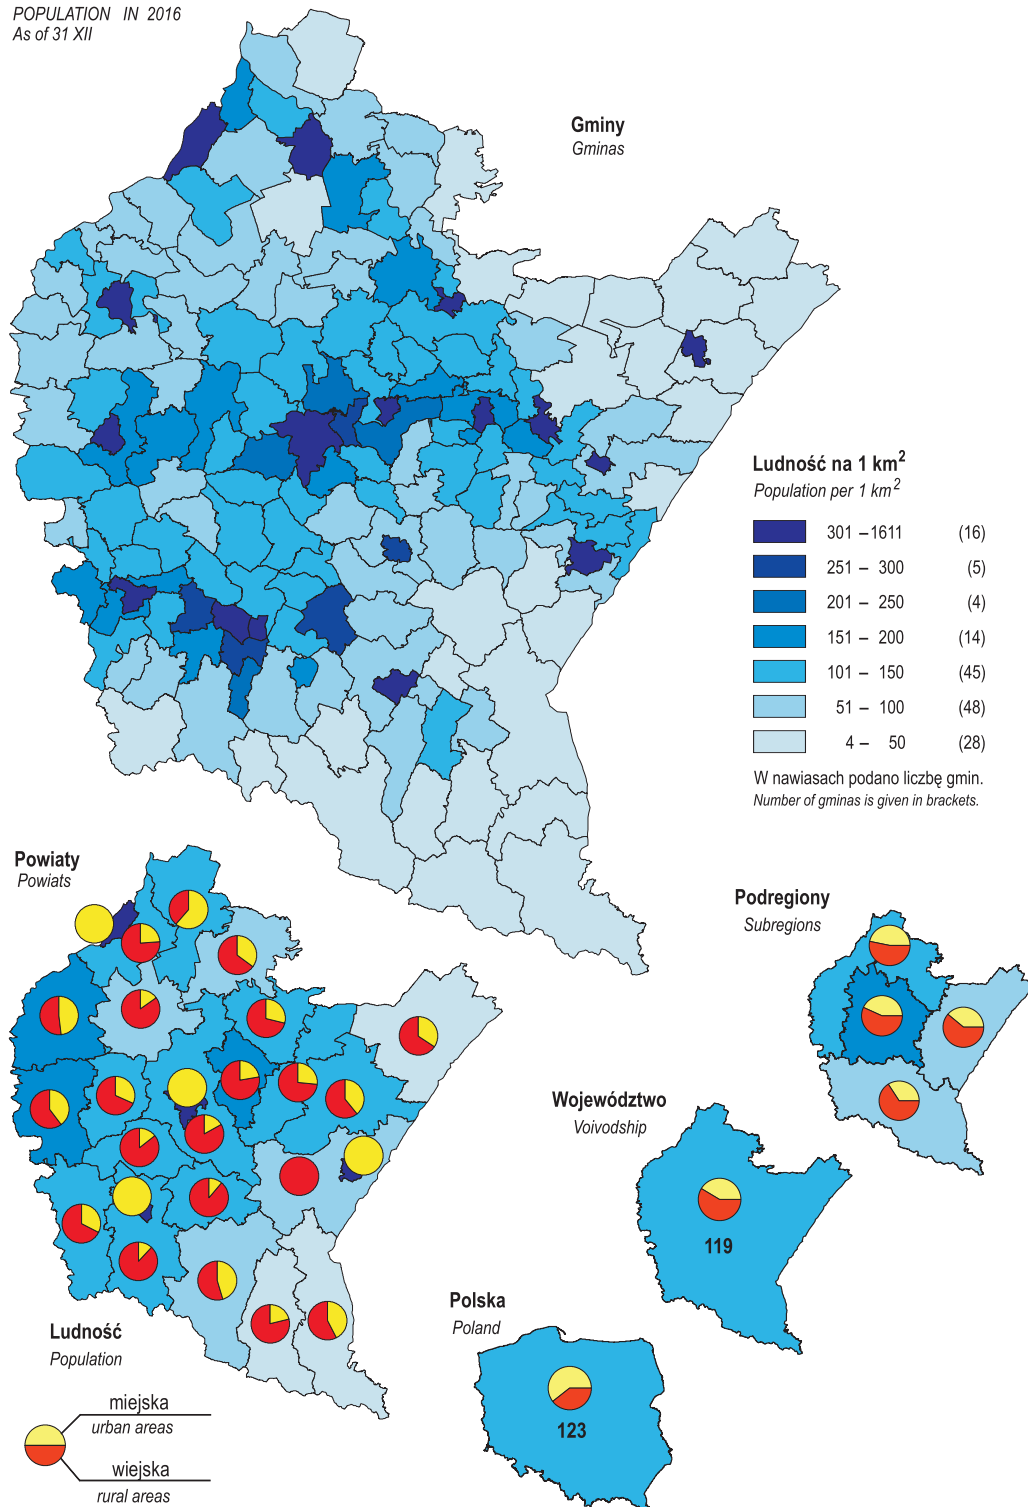 POPULATION IN 2016
As of 31 XII
Gminy
Gminas
Ludność na 1 km²
Population per 1 km²
301 – 1611 (16)
251 – 300 (5)
201 – 250 (4)
151 – 200 (14)
101 – 150 (45)
51 – 100 (48)
4 – 50 (28)
W nawiasach podano liczbę gmin.
Number of gminas is given in brackets.
Powiaty
Powiats
Podregiony
Subregions
Województwo
Voivodship
119
Polska
Poland
123
Ludność
Population
miejska
urban areas
wiejska
rural areas